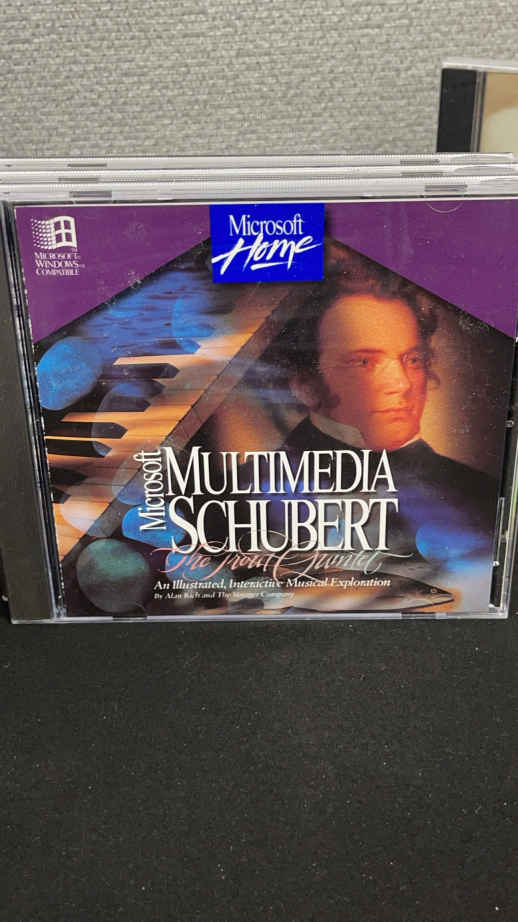 MICROSOFT®
WINDOWS™
COMPATIBLE
Microsoft
Home
Microsoft
MULTIMEDIA
SCHUBERT
The Trout Quintet
An Illustrated, Interactive Musical Exploration
By Alan Rich and The Voyager Company